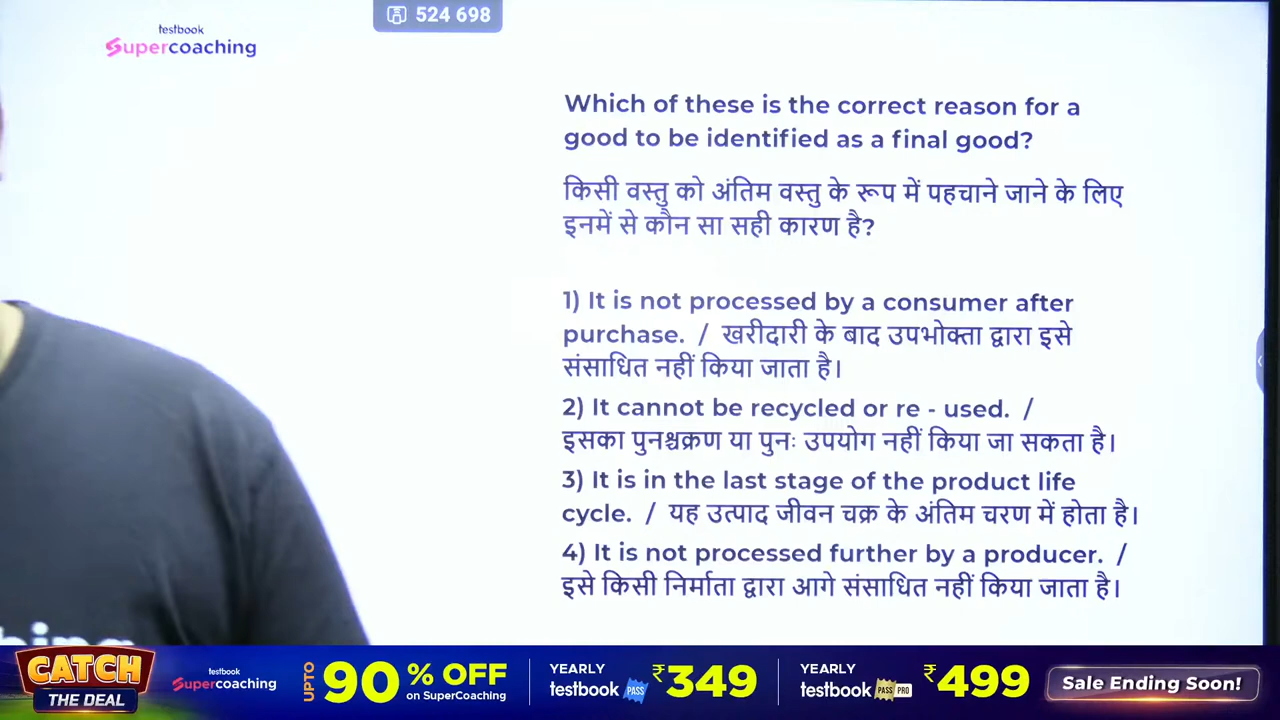 testbook
Supercoaching
524 698
Which of these is the correct reason for a
good to be identified as a final good?
किसी वस्तु को अंतिम वस्तु के रूप में पहचाने जाने के लिए
इनमें से कौन सा सही कारण है?
1) It is not processed by a consumer after
purchase. / खरीदारी के बाद उपभोक्ता द्वारा इसे
संसाधित नहीं किया जाता है।
2) It cannot be recycled or re - used. /
इसका पुनश्चक्रण या पुनः उपयोग नहीं किया जा सकता है।
3) It is in the last stage of the product life
cycle. / यह उत्पाद जीवन चक्र के अंतिम चरण में होता है।
4) It is not processed further by a producer. /
इसे किसी निर्माता द्वारा आगे संसाधित नहीं किया जाता है।
CATCH
THE DEAL
testbook
Supercoaching
UPTO 90 % OFF
on SuperCoaching
YEARLY
testbook PASS
₹349
YEARLY
testbook PASS PRO
₹499
Sale Ending Soon!